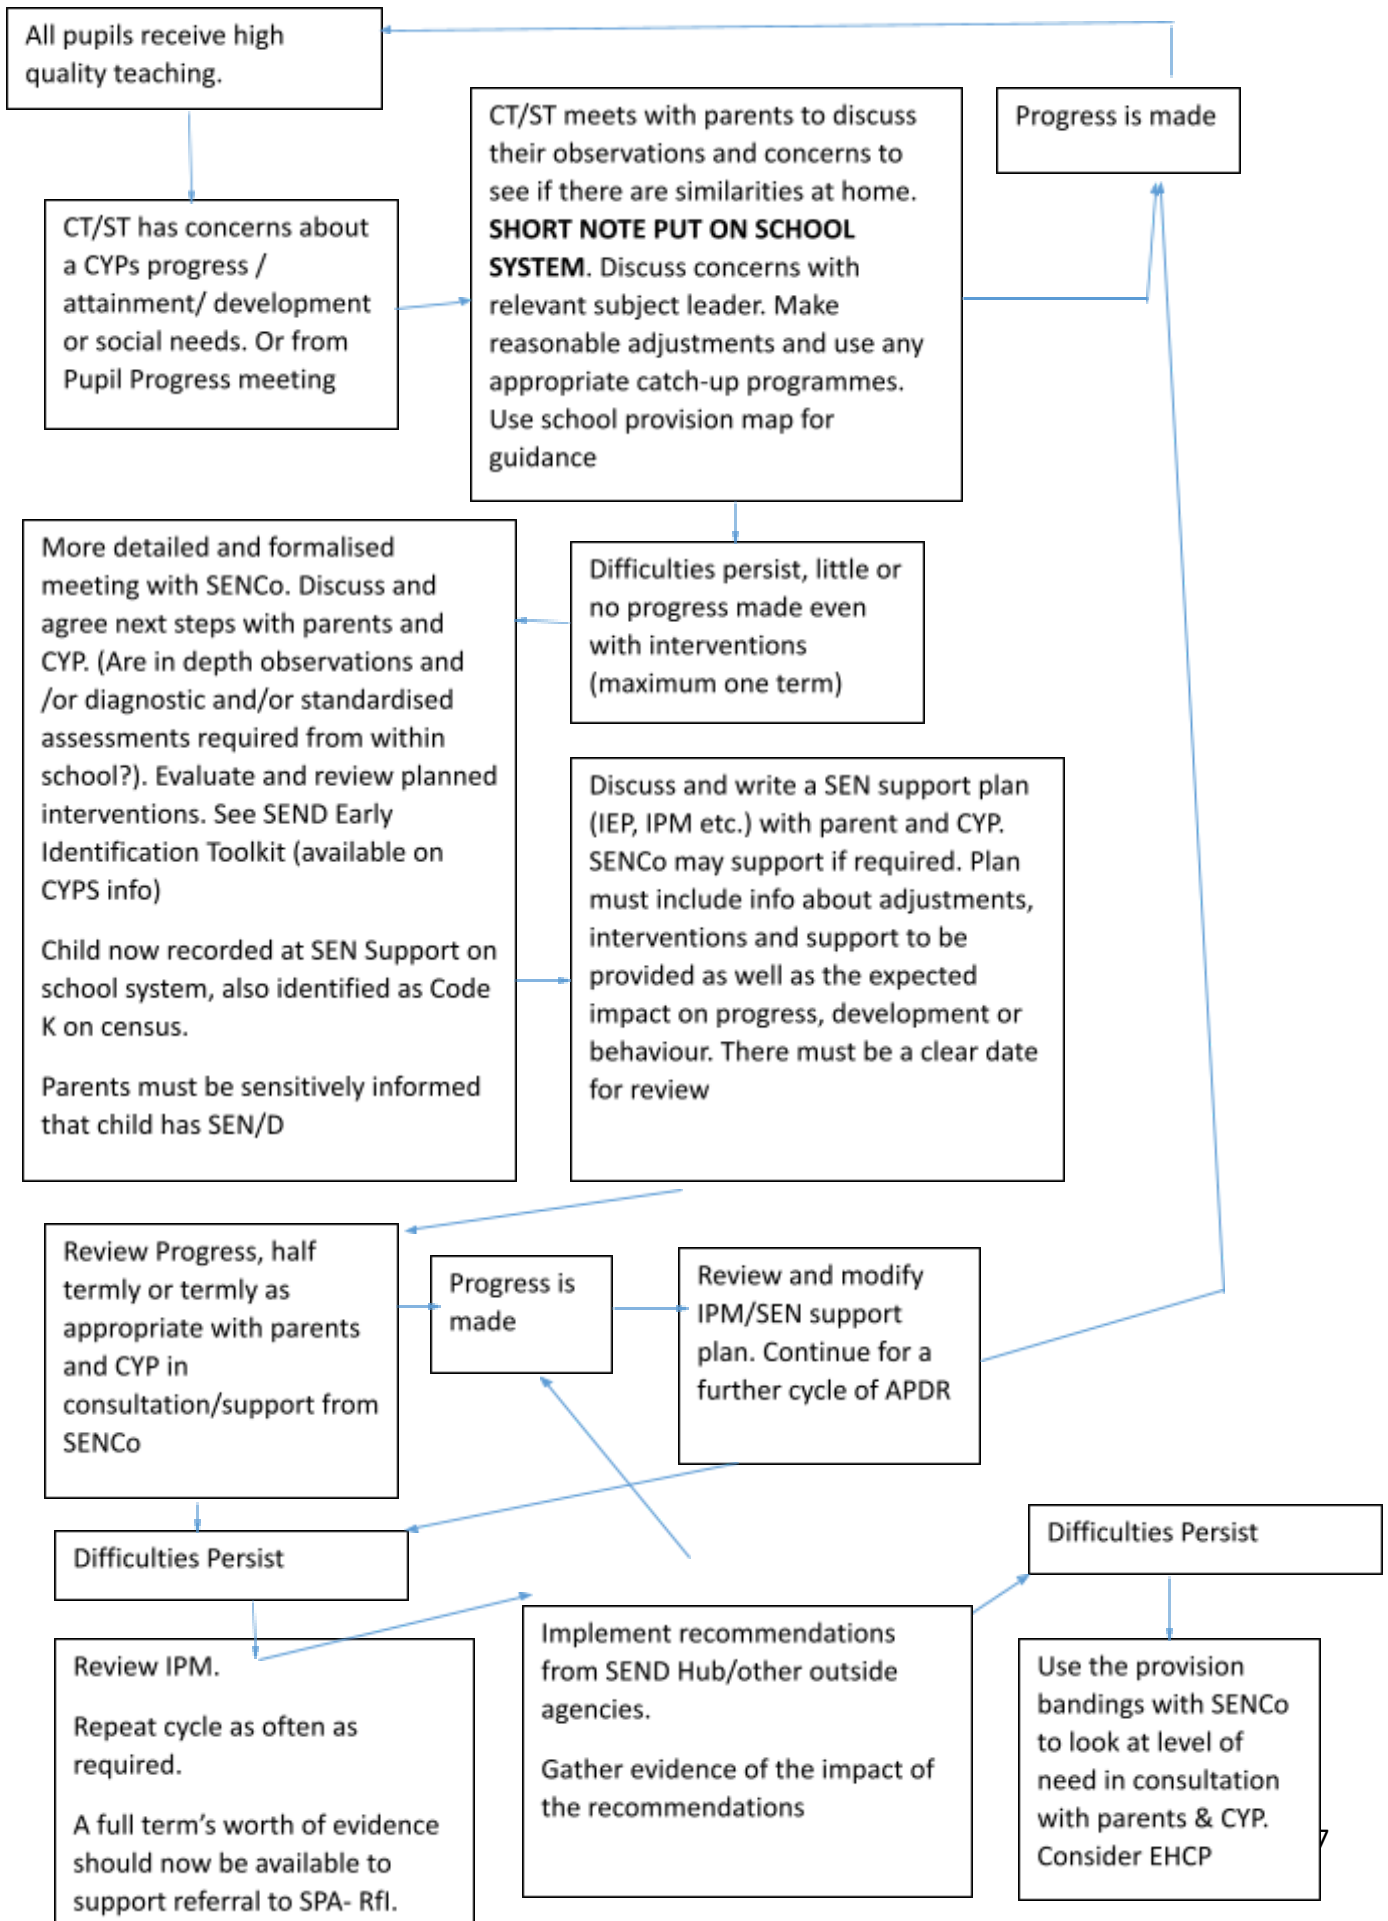 All pupils receive high
quality teaching.
CT/ST has concerns about
a CYPs progress /
attainment/ development
or social needs. Or from
Pupil Progress meeting
CT/ST meets with parents to discuss
their observations and concerns to
see if there are similarities at home.
SHORT NOTE PUT ON SCHOOL
SYSTEM. Discuss concerns with
relevant subject leader. Make
reasonable adjustments and use any
appropriate catch-up programmes.
Use school provision map for
guidance
Progress is made
Difficulties persist, little or
no progress made even
with interventions
(maximum one term)
More detailed and formalised
meeting with SENCo. Discuss and
agree next steps with parents and
CYP. (Are in depth observations and
/or diagnostic and/or standardised
assessments required from within
school?). Evaluate and review planned
interventions. See SEND Early
Identification Toolkit (available on
CYPS info)
Child now recorded at SEN Support on
school system, also identified as Code
K on census.
Parents must be sensitively informed
that child has SEN/D
Discuss and write a SEN support plan
(IEP, IPM etc.) with parent and CYP.
SENCo may support if required. Plan
must include info about adjustments,
interventions and support to be
provided as well as the expected
impact on progress, development or
behaviour. There must be a clear date
for review
Review Progress, half
termly or termly as
appropriate with parents
and CYP in
consultation/support from
SENCo
Progress is
made
Review and modify
IPM/SEN support
plan. Continue for a
further cycle of APDR
Difficulties Persist
Review IPM.
Repeat cycle as often as
required.
A full term's worth of evidence
should now be available to
support referral to SPA- RfI.
Implement recommendations
from SEND Hub/other outside
agencies.
Gather evidence of the impact of
the recommendations
Difficulties Persist
Use the provision
bandings with SENCo
to look at level of
need in consultation
with parents & CYP.
Consider EHCP
7